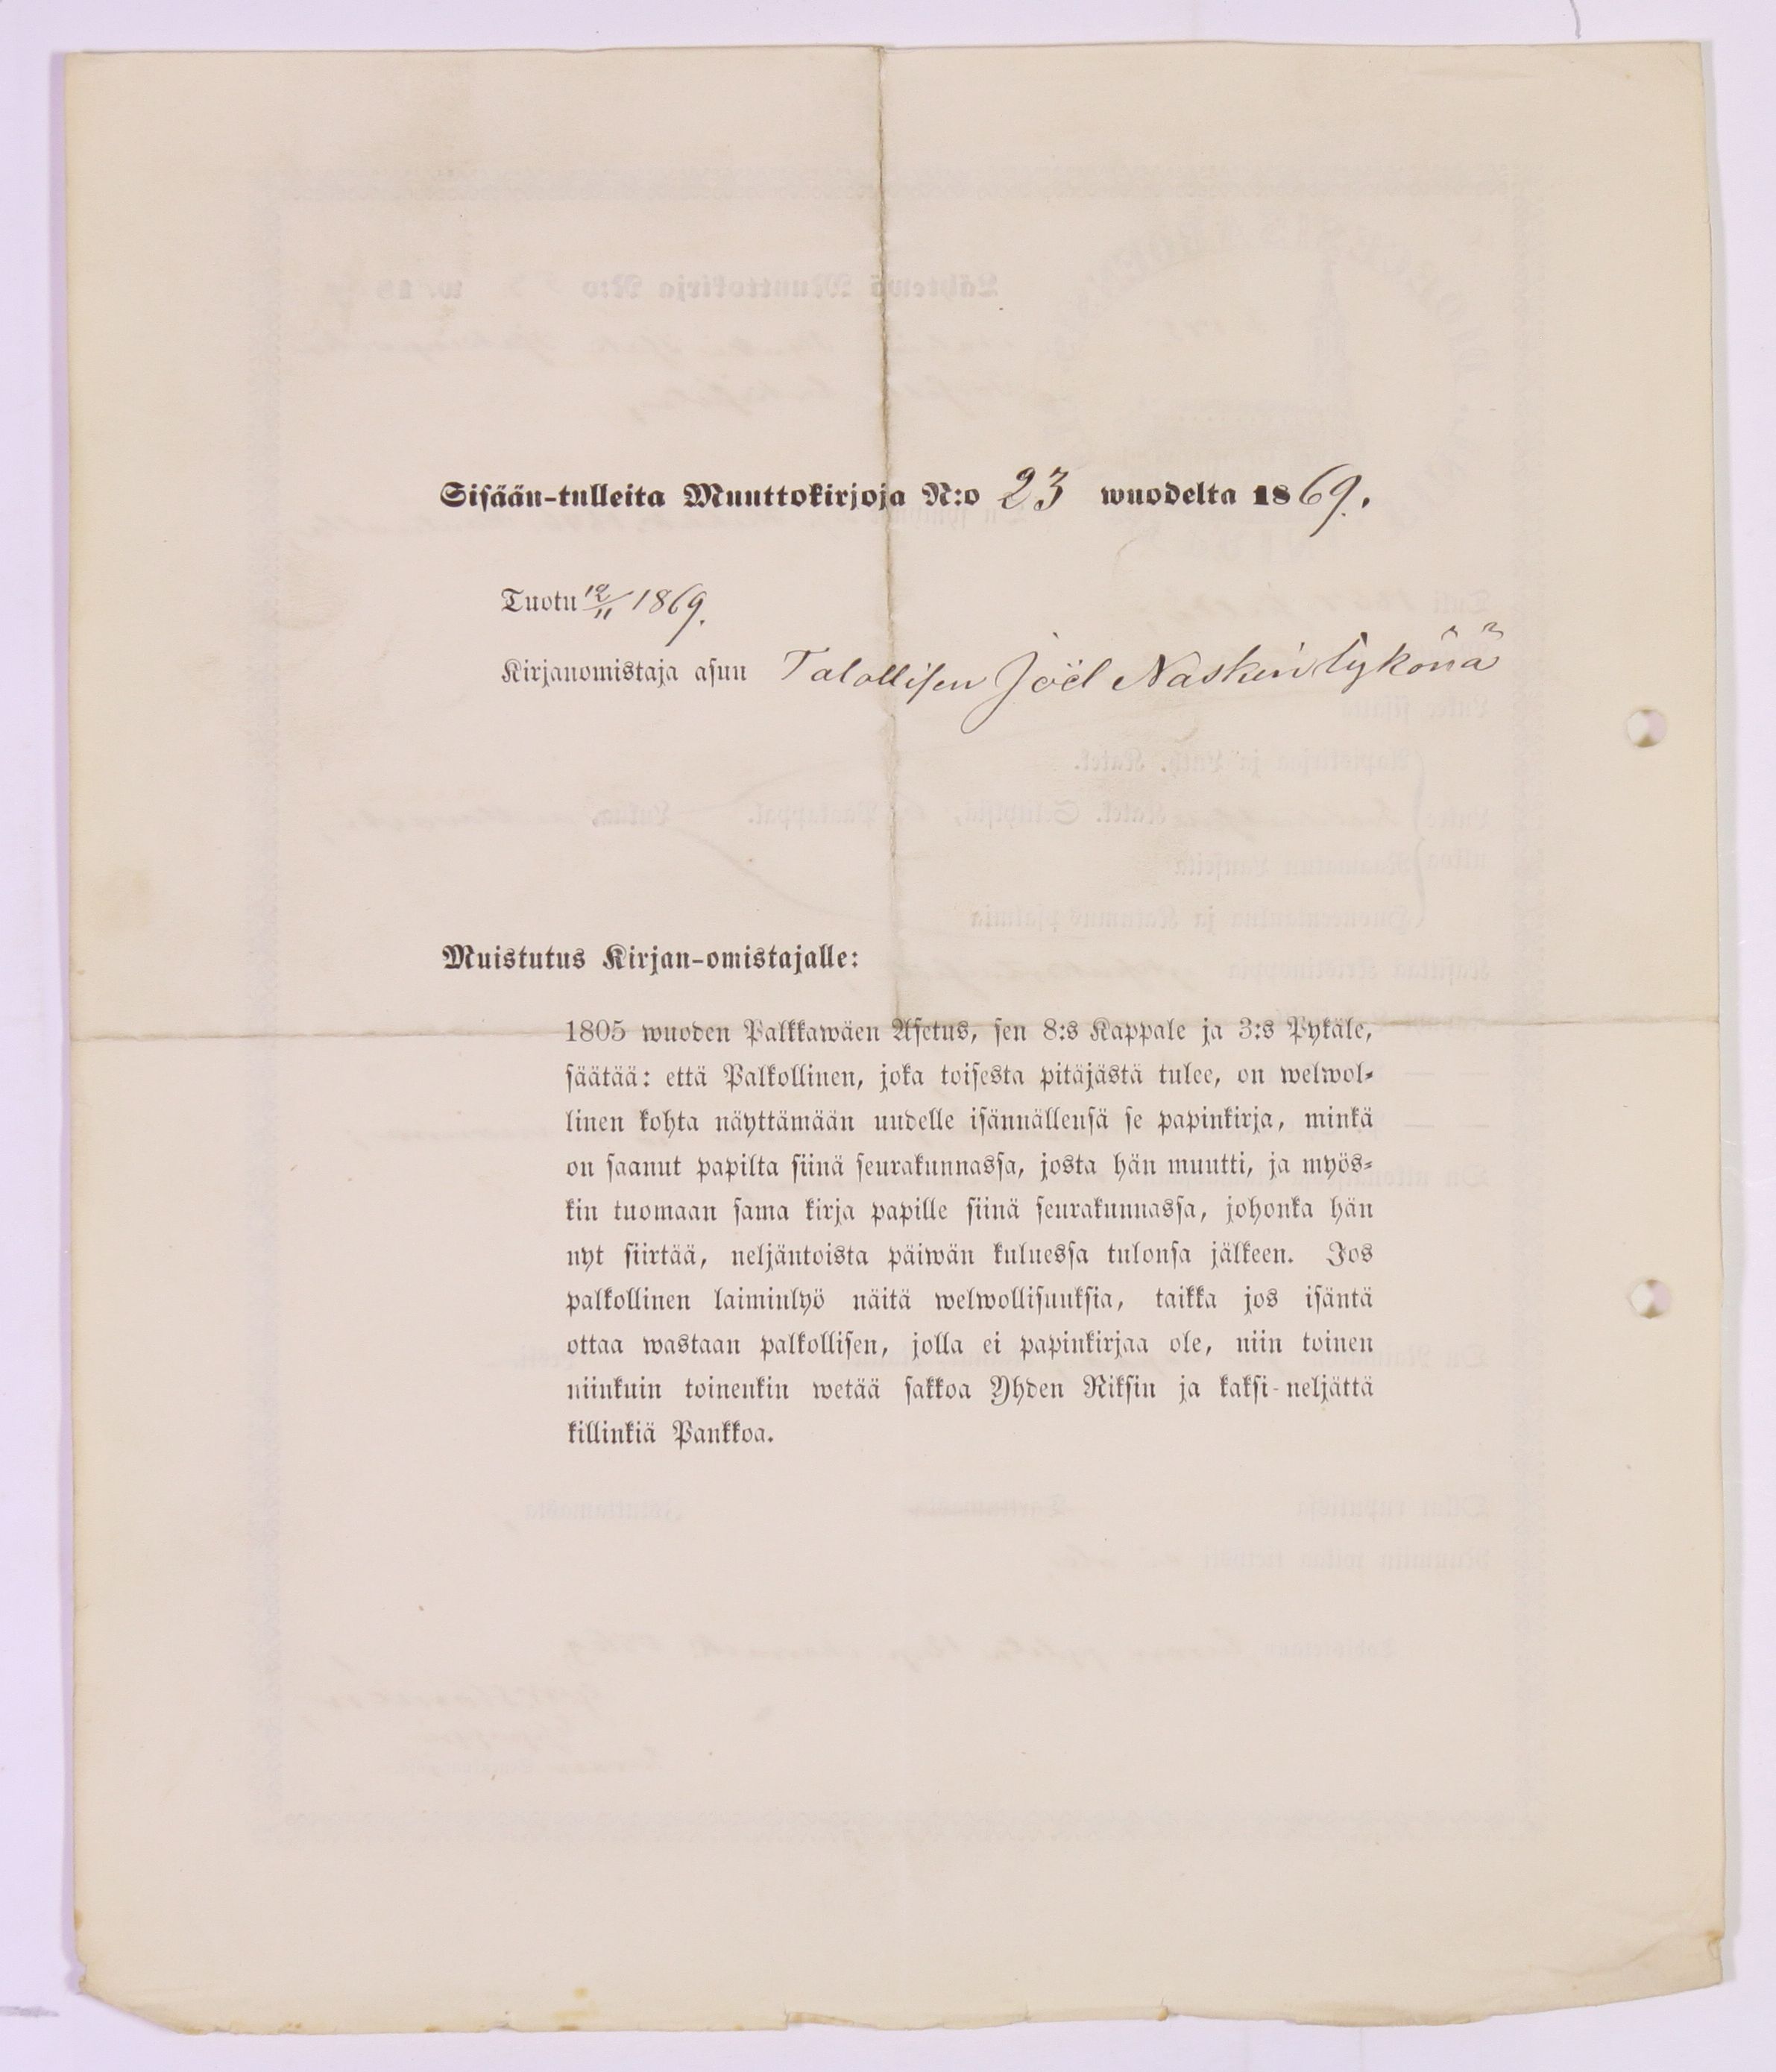 Sisään-tulleita Muuttokirjoja N:o 23 wuodelta 1869.
Tuotu 12/11 1869.
Kirjanomistaja asuu Talollisen Joël Naskin tykönä
Muistutus Kirjan-omistajalle:
1805 wuoden Palkkawäen Asetus, sen 8:s Kappale ja 3:s Pykäle,
säätää: että Palkollinen, joka toisesta pitäjästä tulee, on welwol-
linen kohta näyttämään uudelle isännällensä se papinkirja, minkä
on saanut papilta siinä seurakunnassa, josta hän muutti, ja myös-
kin tuomaan sama kirja papille siinä seurakunnassa, johonka hän
nyt siirtää, neljäntoista päiwän kuluessa tulonsa jälkeen. Jos
palkollinen laiminlyö näitä welwollisuuksia, taikka jos isäntä
ottaa wastaan palkollisen, jolla ei papinkirjaa ole, niin toinen
niinkuin toinenkin wetää sakkoa Yhden Riksin ja kaksi-neljättä
killinkiä Pankkoa.